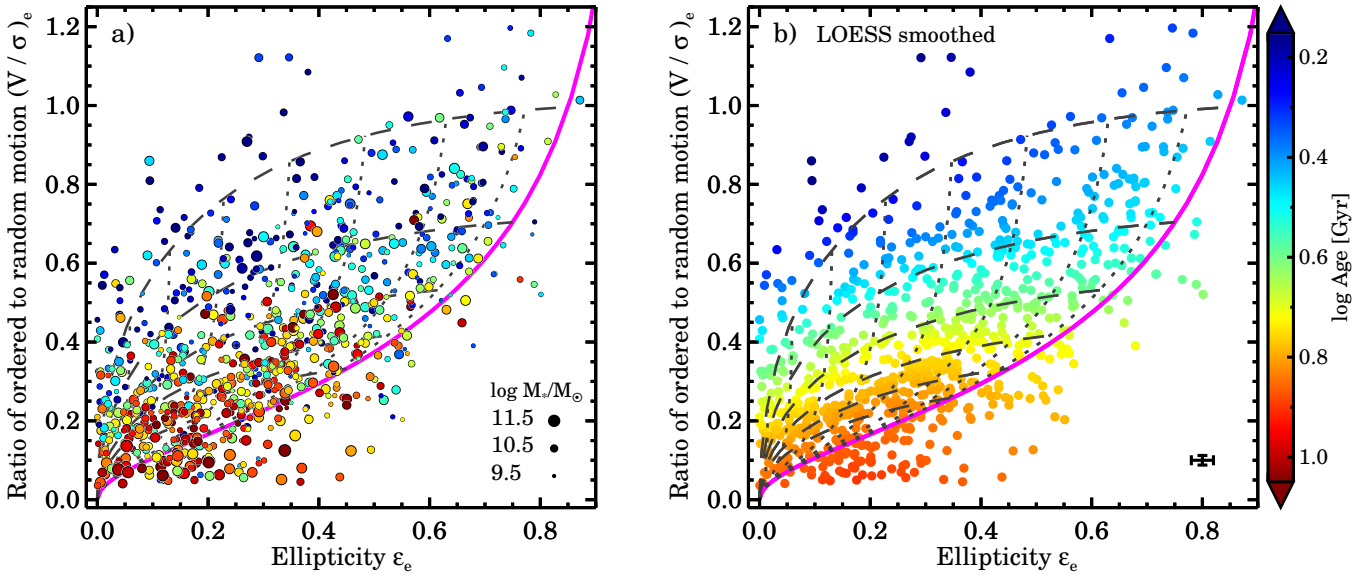 a)
Ratio of ordered to random motion (V / σ )e
1.2
1.0
0.8
0.6
0.4
0.2
0.0
log M*/M⊙
11.5
10.5
9.5
0.0 0.2 0.4 0.6 0.8
Ellipticity εe
b) LOESS smoothed
Ratio of ordered to random motion (V / σ )e
1.2
1.0
0.8
0.6
0.4
0.2
0.0
0.0 0.2 0.4 0.6 0.8
Ellipticity εe
0.2
0.4
0.6
0.8
1.0
log Age [Gyr]